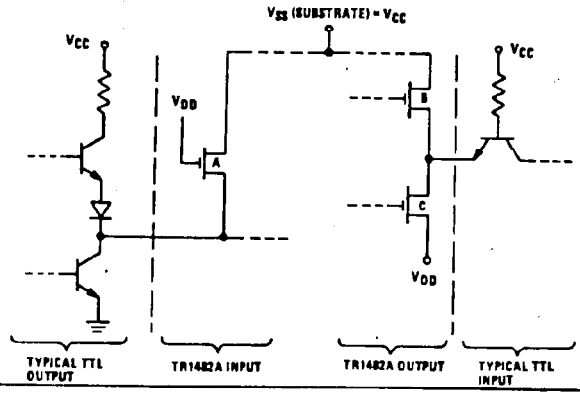 VSS (SUBSTRATE) = VCC
VCC
VCC
VDD
B
A
C
VDD
TYPICAL TTL
OUTPUT
TR1482A INPUT
TR1482A OUTPUT
TYPICAL TTL
INPUT